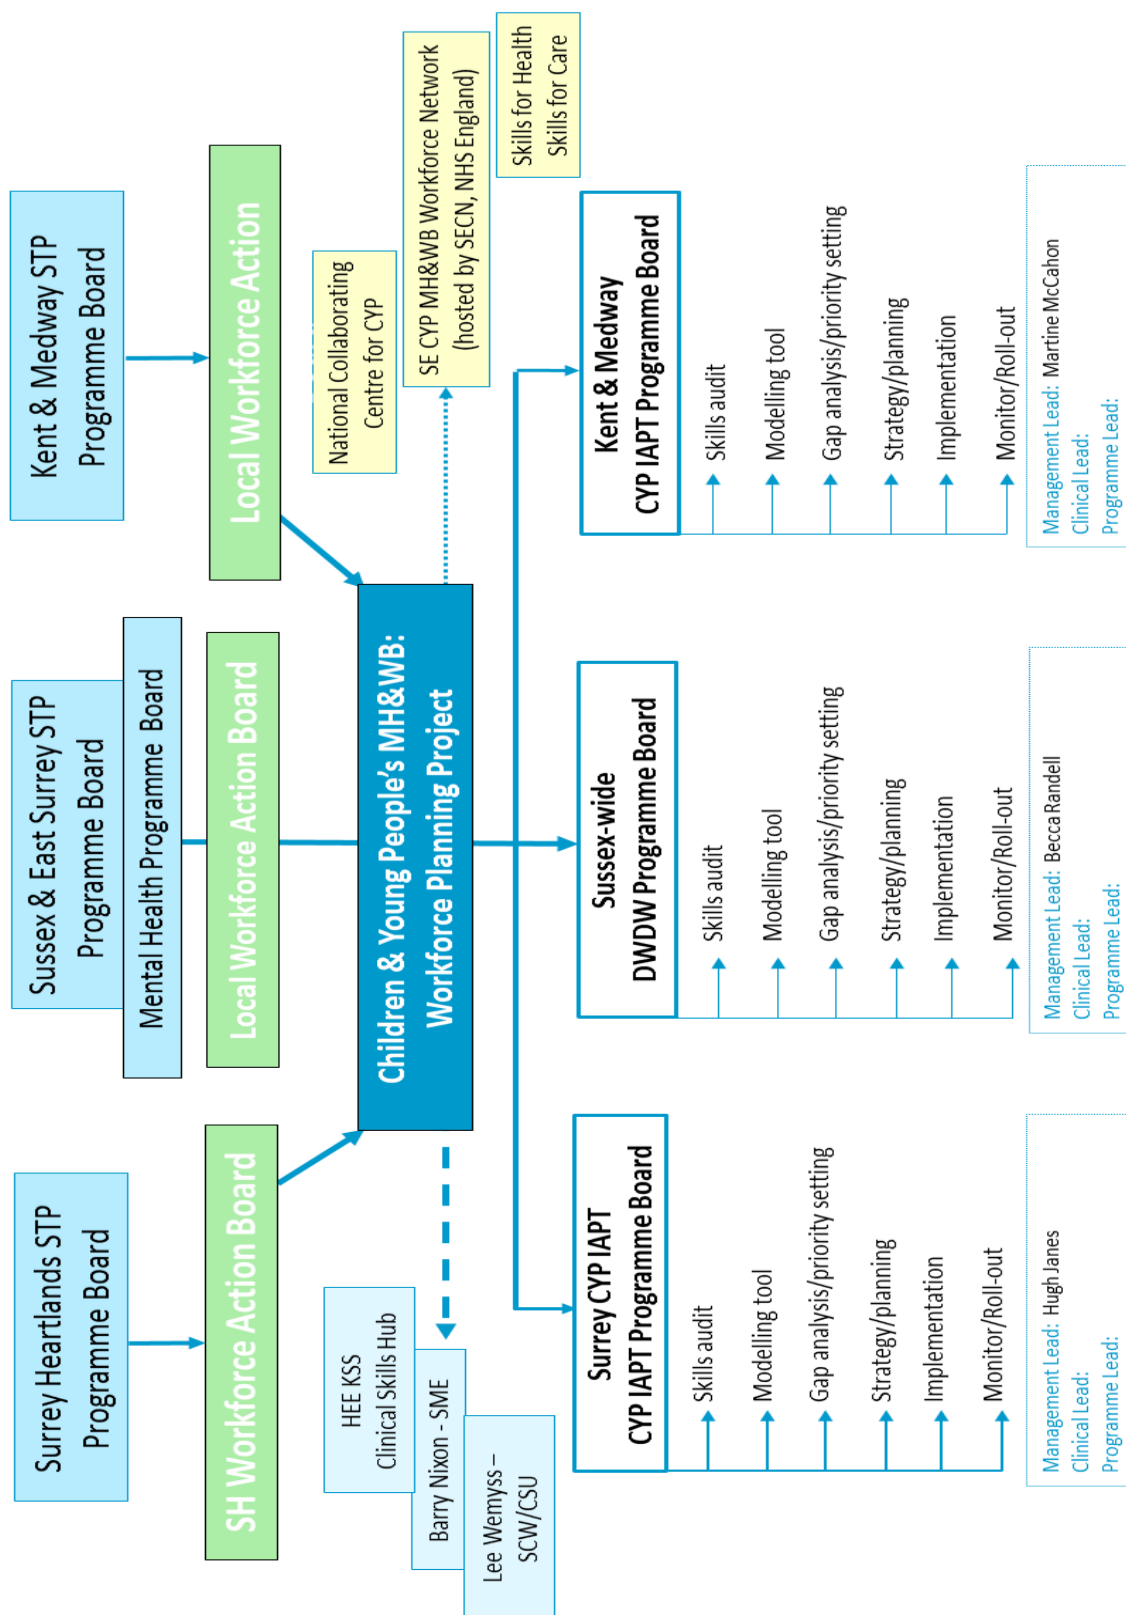 Surrey Heartlands STP
Programme Board
Sussex & East Surrey STP
Programme Board
Mental Health Programme Board
Kent & Medway STP
Programme Board
SH Workforce Action Board
Local Workforce Action Board
Local Workforce Action
HEE KSS
Clinical Skills Hub
Barry Nixon - SME
Lee Wemyss –
SCW/CSU
Children & Young People's MH&WB:
Workforce Planning Project
National Collaborating
Centre for CYP
SE CYP MH&WB Workforce Network
(hosted by SECN, NHS England)
Skills for Health
Skills for Care
Surrey CYP IAPT
CYP IAPT Programme Board
Skills audit
Modelling tool
Gap analysis/priority setting
Strategy/planning
Implementation
Monitor/Roll-out
Management Lead: Hugh Janes
Clinical Lead:
Programme Lead:
Sussex-wide
DWDW Programme Board
Skills audit
Modelling tool
Gap analysis/priority setting
Strategy/planning
Implementation
Monitor/Roll-out
Management Lead: Becca Randell
Clinical Lead:
Programme Lead:
Kent & Medway
CYP IAPT Programme Board
Skills audit
Modelling tool
Gap analysis/priority setting
Strategy/planning
Implementation
Monitor/Roll-out
Management Lead: Martine McCahon
Clinical Lead:
Programme Lead: